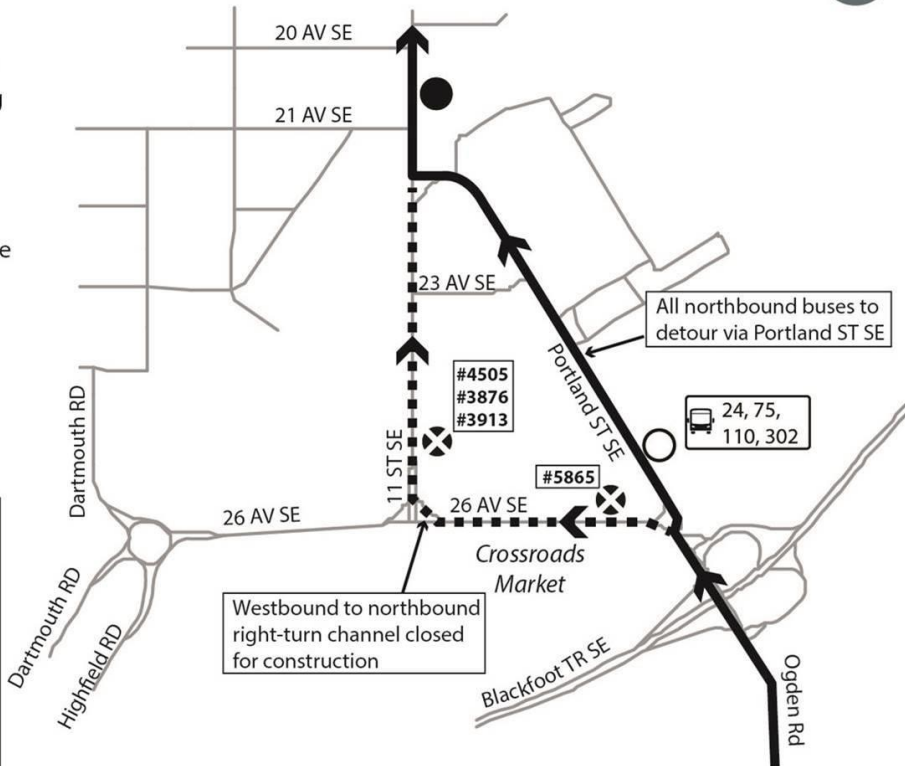 20 AV SE
21 AV SE
e
23 AV SE
All northbound buses to
detour via Portland ST SE
#4505
#3876
#3913
Portland ST SE
24, 75,
110, 302
Dartmouth RD
11 ST SE
#5865
26 AV SE
26 AV SE
Crossroads
Market
Westbound to northbound
right-turn channel closed
for construction
Dartmouth RD
Highfield RD
Blackfoot TR SE
Ogden Rd